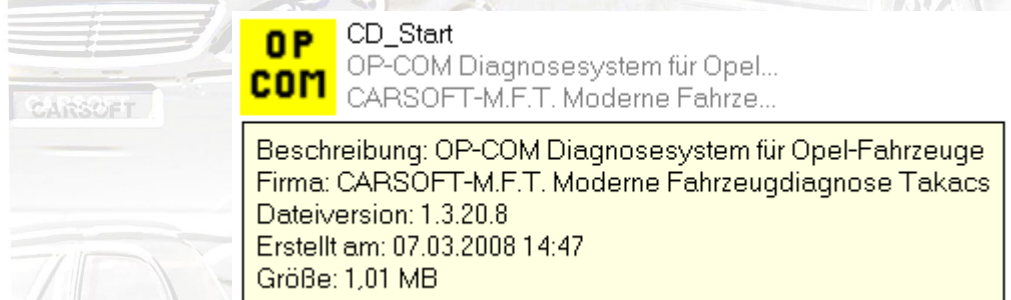 OP
COM
CD_Start
OP-COM Diagnosesystem für Opel...
CARSOFT-M.F.T. Moderne Fahrze...
CARSOFT
Beschreibung: OP-COM Diagnosesystem für Opel-Fahrzeuge
Firma: CARSOFT-M.F.T. Moderne Fahrzeugdiagnose Takacs
Dateiversion: 1.3.20.8
Erstellt am: 07.03.2008 14:47
Größe: 1,01 MB